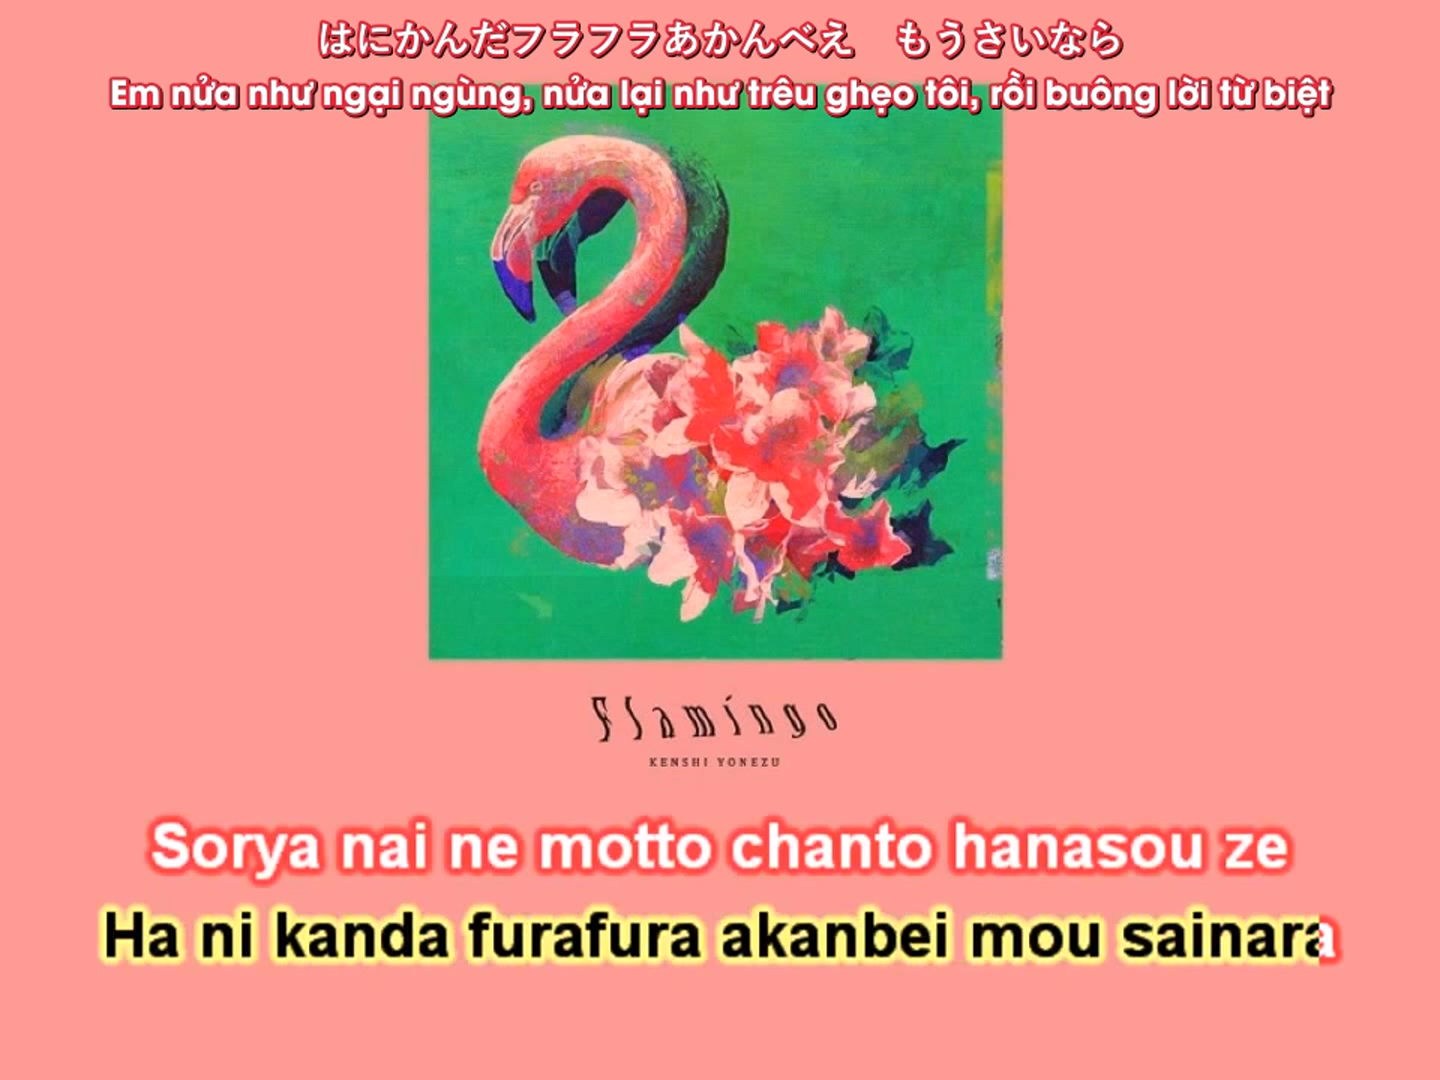 はにかんだフラフラあかんべえ　もうさいなら
Em nửa như ngại ngùng, nửa lại như trêu ghẹo tôi, rồi buông lời từ biệt
Flamingo
KENSHI YONEZU
Sorya nai ne motto chanto hanasou ze
Ha ni kanda furafura akanbei mou sainara